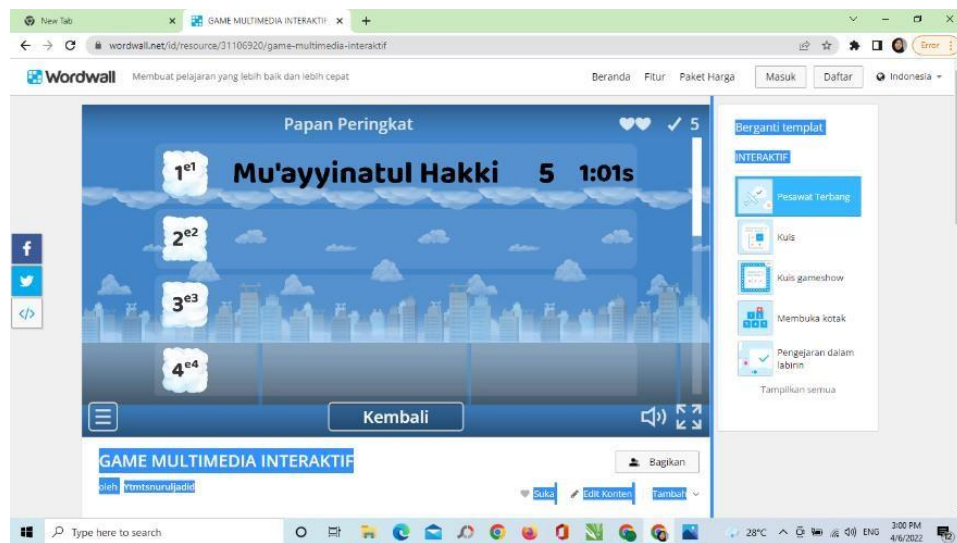 New Tab
GAME MULTIMEDIA INTERAKTIF
wordwall.net/id/resource/31106920/game-multimedia-interaktif
Error
Wordwall Membuat pelajaran yang lebih baik dan lebih cepat
Beranda Fitur Paket Harga Masuk Daftar Indonesia
Papan Peringkat 5
1e1 Mu'ayyinatul Hakki 5 1:01s
2e2
3e3
4e4
Kembali
Berganti templat
INTERAKTIF
Pesawat Terbang
Kuis
Kuis gameshow
Membuka kotak
Pengejaran dalam
labirin
Tampilkan semua
GAME MULTIMEDIA INTERAKTIF
oleh Ytmtsnuruljadid
Bagikan
Suka Edit Konten Tambah
Type here to search
28°C ENG 3:00 PM
4/6/2022